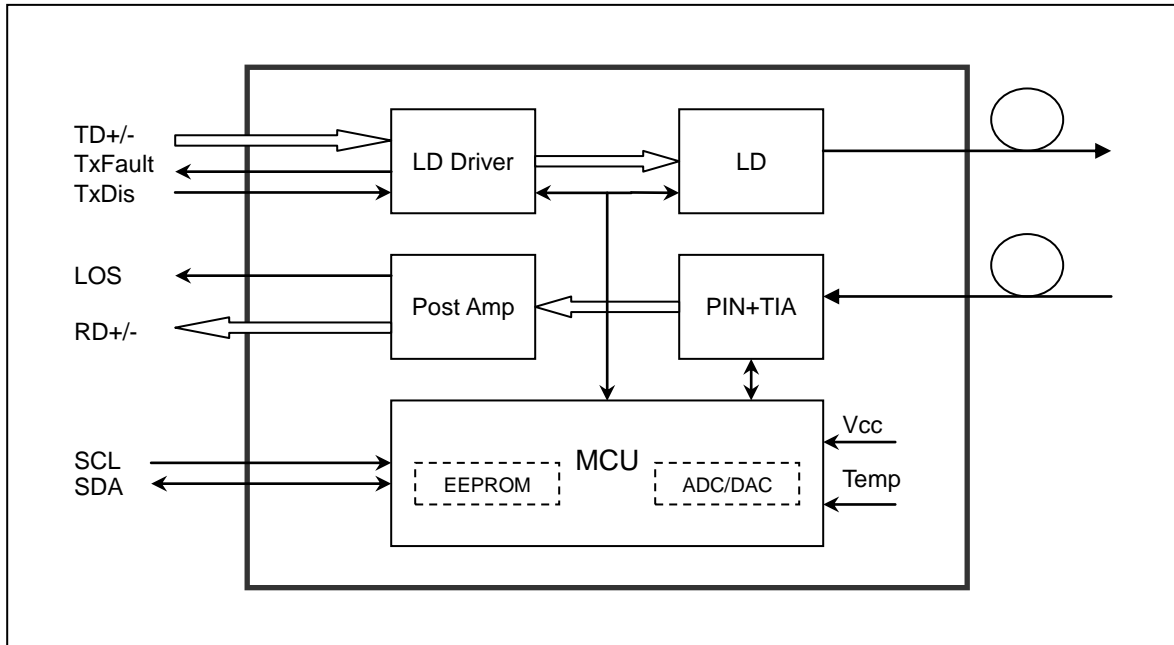 TD+/-
TxFault
TxDis
LD Driver
LD
LOS
RD+/-
Post Amp
PIN+TIA
SCL
SDA
MCU
EEPROM
ADC/DAC
Vcc
Temp